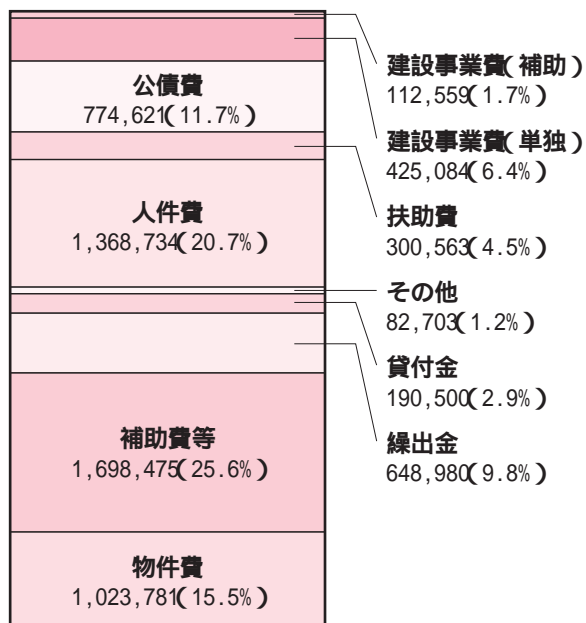 建設事業費(補助)
112,559(1.7%)
建設事業費(単独)
425,084(6.4%)
公債費
774,621(11.7%)
扶助費
300,563(4.5%)
人件費
1,368,734(20.7%)
その他
82,703(1.2%)
貸付金
190,500(2.9%)
繰出金
648,980(9.8%)
補助費等
1,698,475(25.6%)
物件費
1,023,781(15.5%)